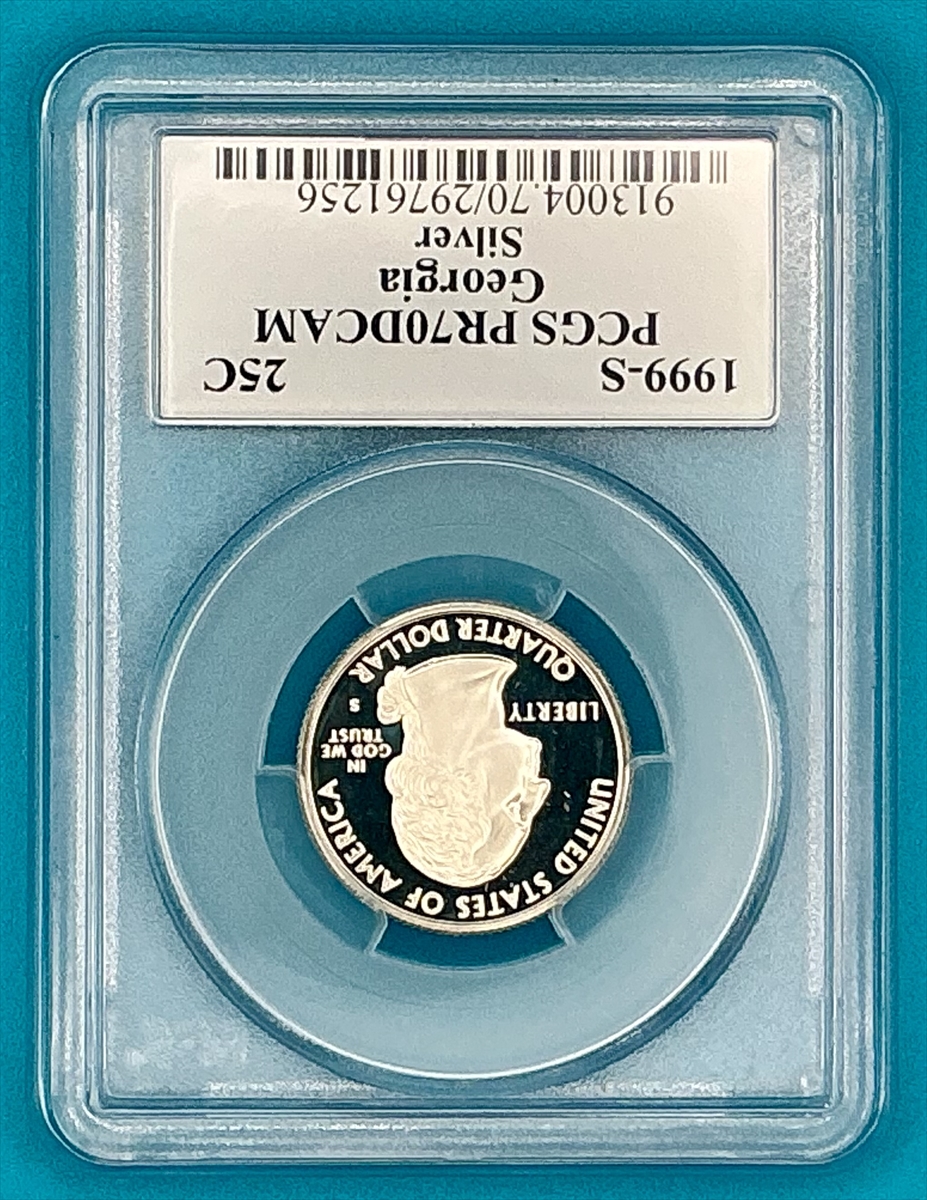 1999-S 25C
PCGS PR70DCAM
Georgia
Silver
913004.70/29761256
UNITED STATES OF AMERICA
LIBERTY
IN
GOD WE
TRUST
S
QUARTER DOLLAR